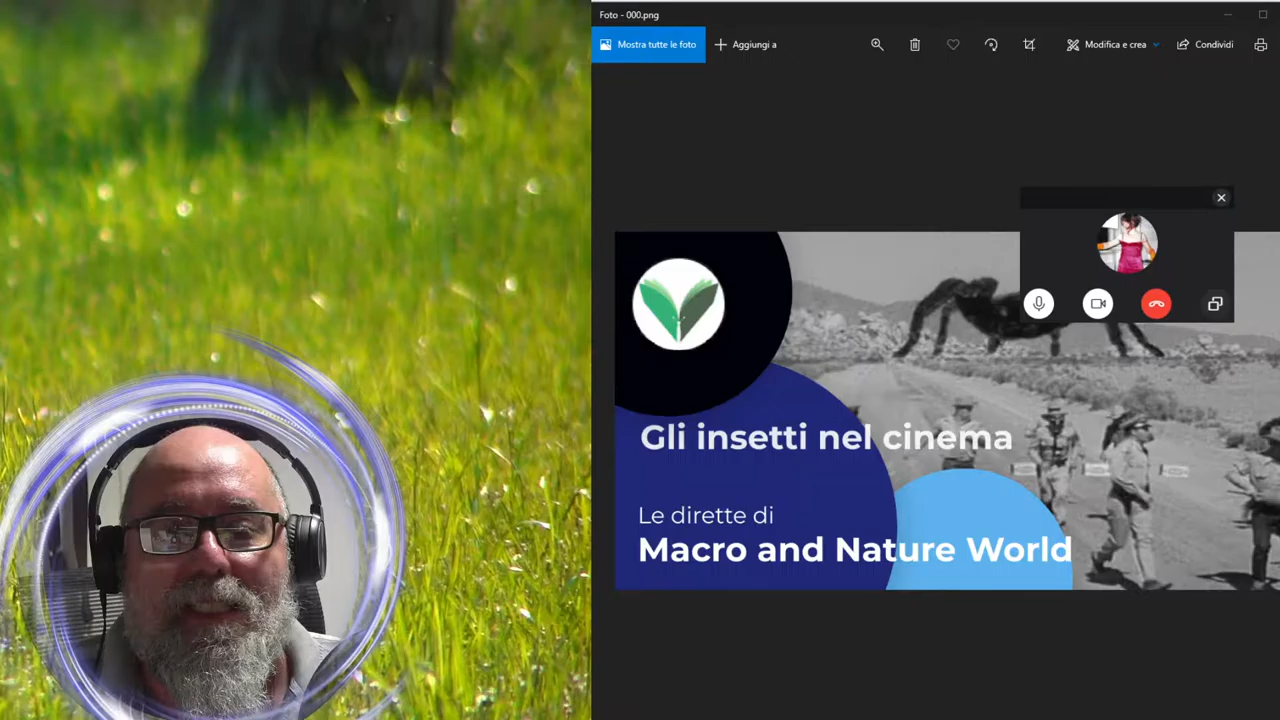 Foto - 000.png
Mostra tutte le foto
Aggiungi a
Modifica e crea
Condividi
Gli insetti nel cinema
Le dirette di
Macro and Nature World